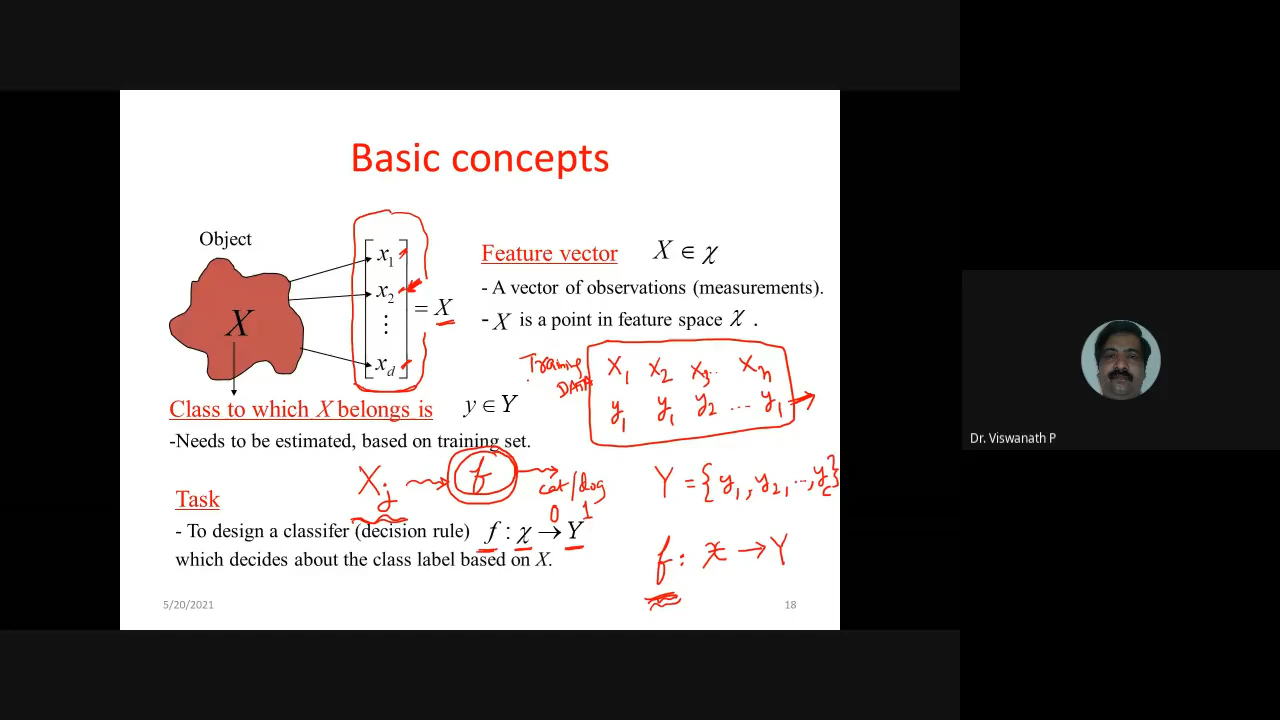 Basic concepts
Object
X
x1
x2
⋮
xd
= X
Feature vector X ∈ χ
- A vector of observations (measurements).
- X is a point in feature space χ .
Training DATA
X1 X2 X3 .. Xn
y1 y1 y2 ... y1
Class to which X belongs is y ∈ Y
-Needs to be estimated, based on training set.
Xj f cat/dog
0 1
Y = {y1, y2, ..., yc}
Task
- To design a classifer (decision rule) f : χ → Y
which decides about the class label based on X.
f : x → Y
5/20/2021
18
Dr. Viswanath P